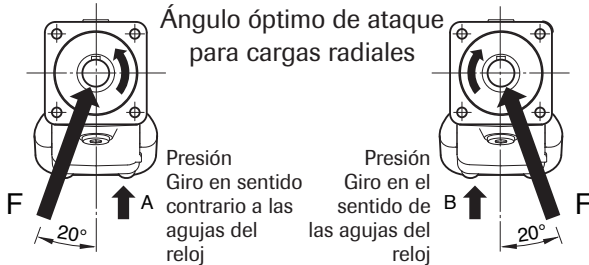 Ángulo óptimo de ataque
para cargas radiales
F
20°
A
Presión
Giro en sentido
contrario a las
agujas del
reloj
Presión
Giro en el
sentido de
las agujas del
reloj
B
F
20°